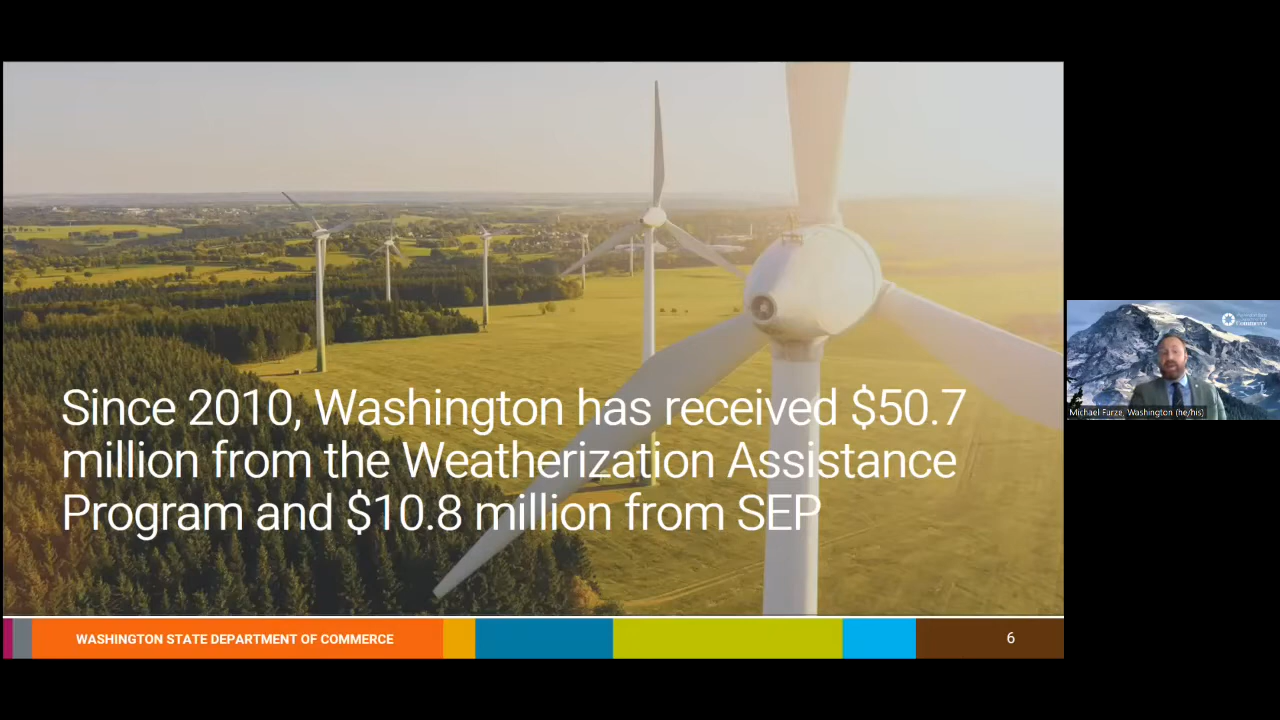 Since 2010, Washington has received $50.7
million from the Weatherization Assistance
Program and $10.8 million from SEP
WASHINGTON STATE DEPARTMENT OF COMMERCE
6
Commerce
Michael Furze, Washington (he/his)